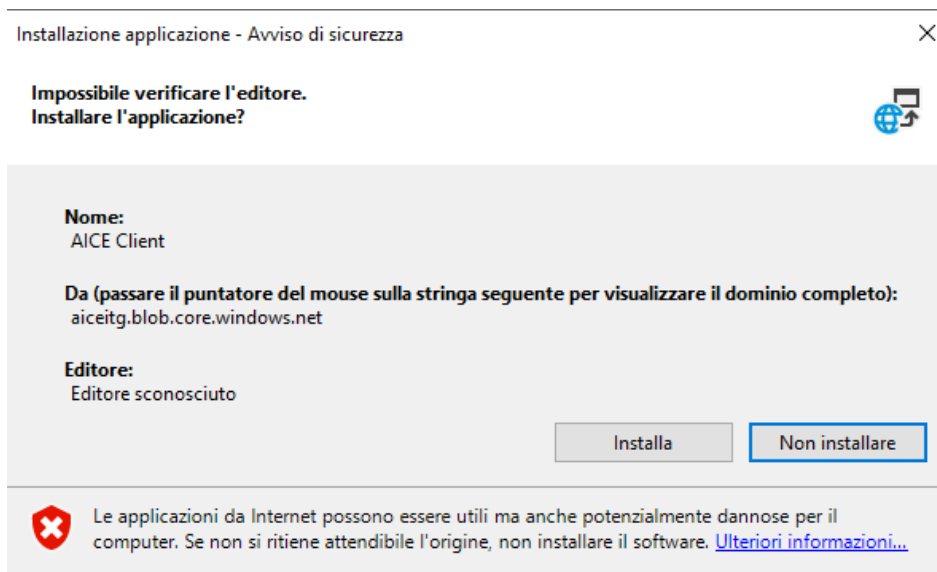 Installazione applicazione - Avviso di sicurezza
Impossibile verificare l'editore.
Installare l'applicazione?
Nome:
AICE Client
Da (passare il puntatore del mouse sulla stringa seguente per visualizzare il dominio completo):
aiceitg.blob.core.windows.net
Editore:
Editore sconosciuto
Installa
Non installare
Le applicazioni da Internet possono essere utili ma anche potenzialmente dannose per il
computer. Se non si ritiene attendibile l'origine, non installare il software. Ulteriori informazioni...